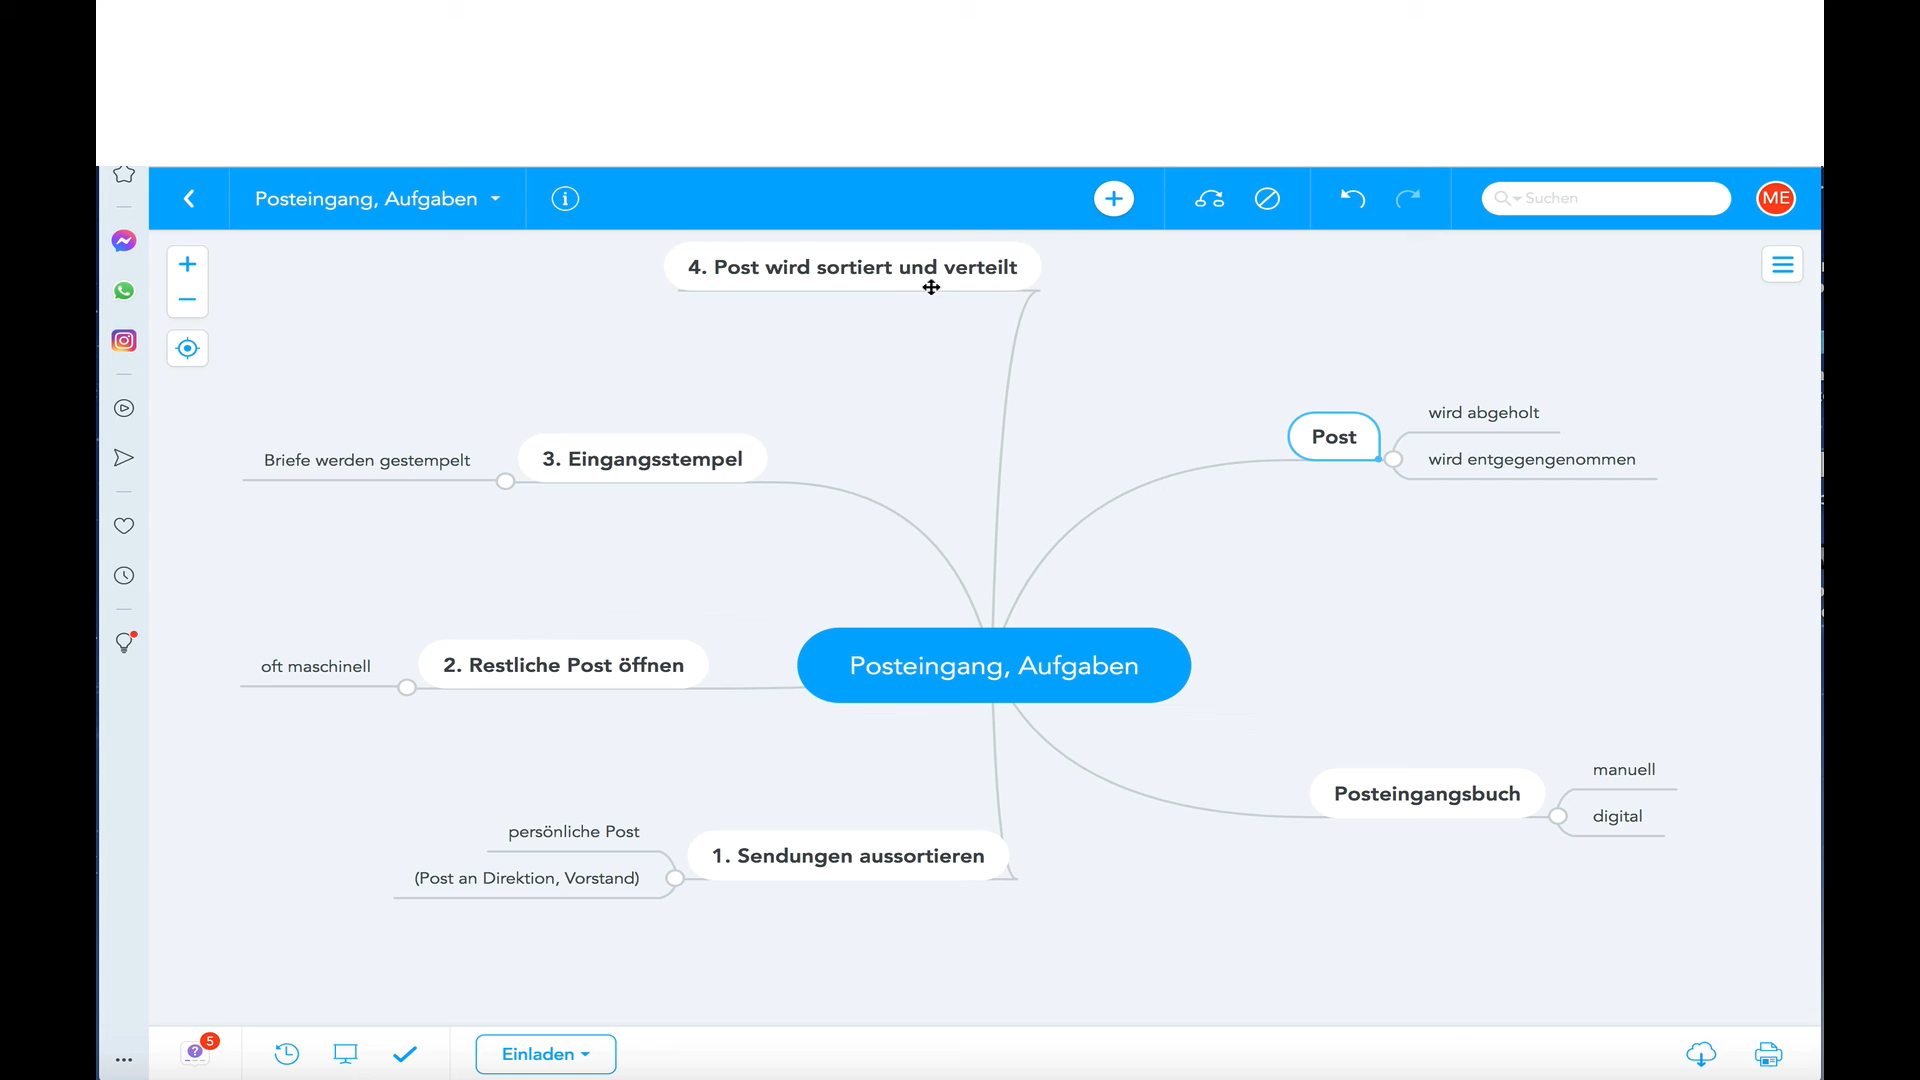 Posteingang, Aufgaben
Suchen
ME
4. Post wird sortiert und verteilt
Post
wird abgeholt
wird entgegengenommen
Briefe werden gestempelt
3. Eingangsstempel
oft maschinell
2. Restliche Post öffnen
Posteingang, Aufgaben
Posteingangsbuch
manuell
digital
persönliche Post
(Post an Direktion, Vorstand)
1. Sendungen aussortieren
5
Einladen